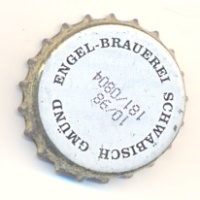 ENGEL-BRAUEREI SCHWÄBISCH GMÜND
10/98
181/0804